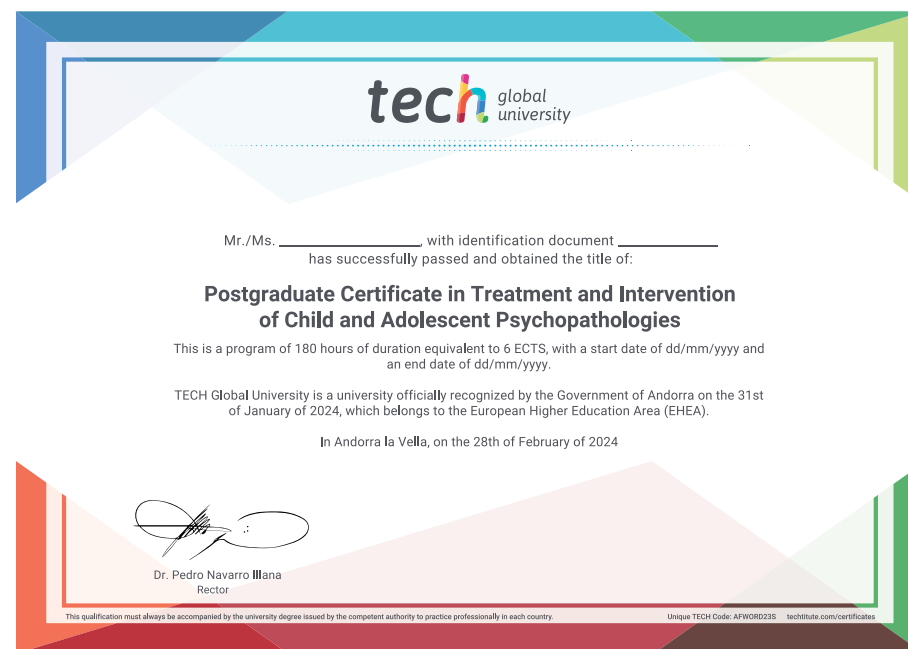 tech global
university
Mr./Ms. ____________, with identification document ____________
has successfully passed and obtained the title of:
Postgraduate Certificate in Treatment and Intervention
of Child and Adolescent Psychopathologies
This is a program of 180 hours of duration equivalent to 6 ECTS, with a start date of dd/mm/yyyy and
an end date of dd/mm/yyyy.
TECH Global University is a university officially recognized by the Government of Andorra on the 31st
of January of 2024, which belongs to the European Higher Education Area (EHEA).
In Andorra la Vella, on the 28th of February of 2024
Dr. Pedro Navarro Illana
Rector
This qualification must always be accompanied by the university degree issued by the competent authority to practice professionally in each country.
Unique TECH Code: AFWORD23S techtitute.com/certificates